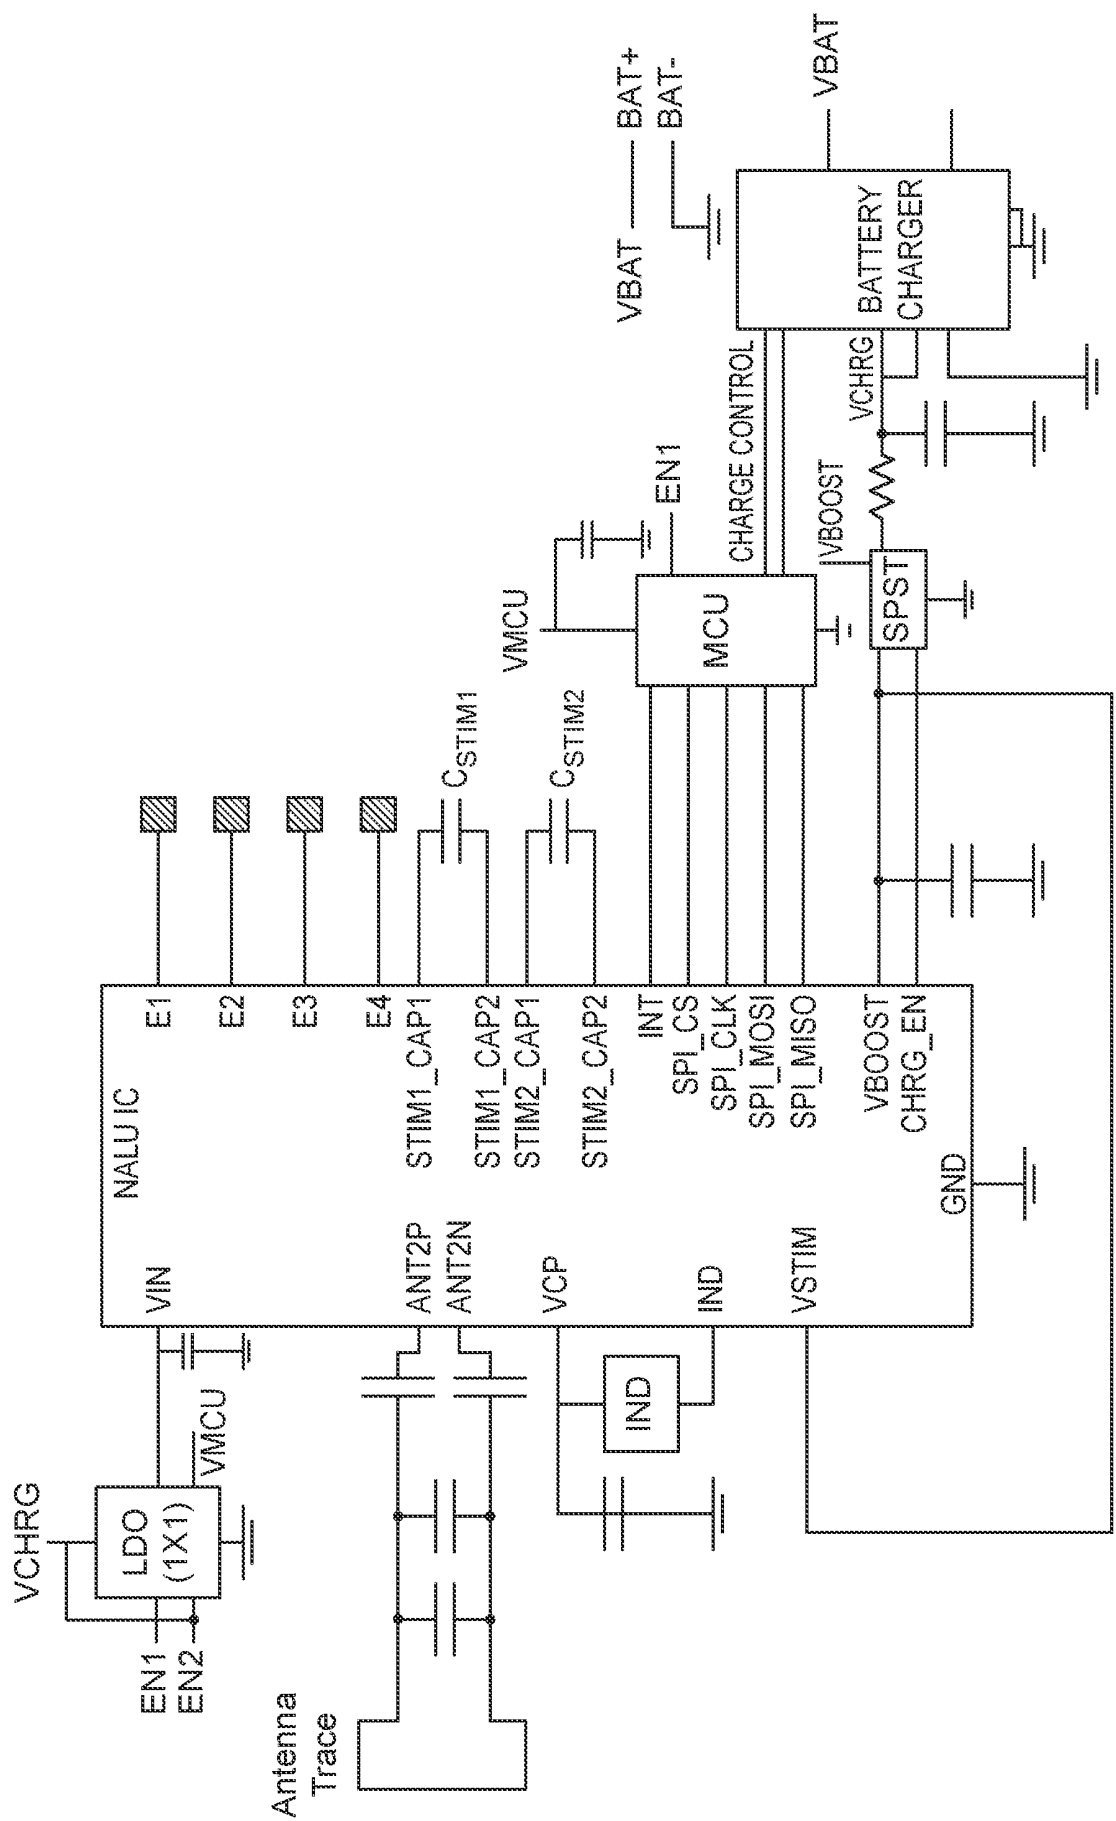 VCHRG
LDO
(1X1)
EN1
EN2
VMCU
Antenna
Trace
NALU IC
VIN
ANT2P
ANT2N
VCP
IND
IND
VSTIM
GND
E1
E2
E3
E4
STIM1_CAP1
STIM1_CAP2
STIM2_CAP1
STIM2_CAP2
INT
SPI_CS
SPI_CLK
SPI_MOSI
SPI_MISO
VBOOST
CHRG_EN
CSTIM1
CSTIM2
VMCU
MCU
EN1
CHARGE CONTROL
VBOOST
SPST
VCHRG
BATTERY
CHARGER
VBAT
BAT+
BAT-
VBAT